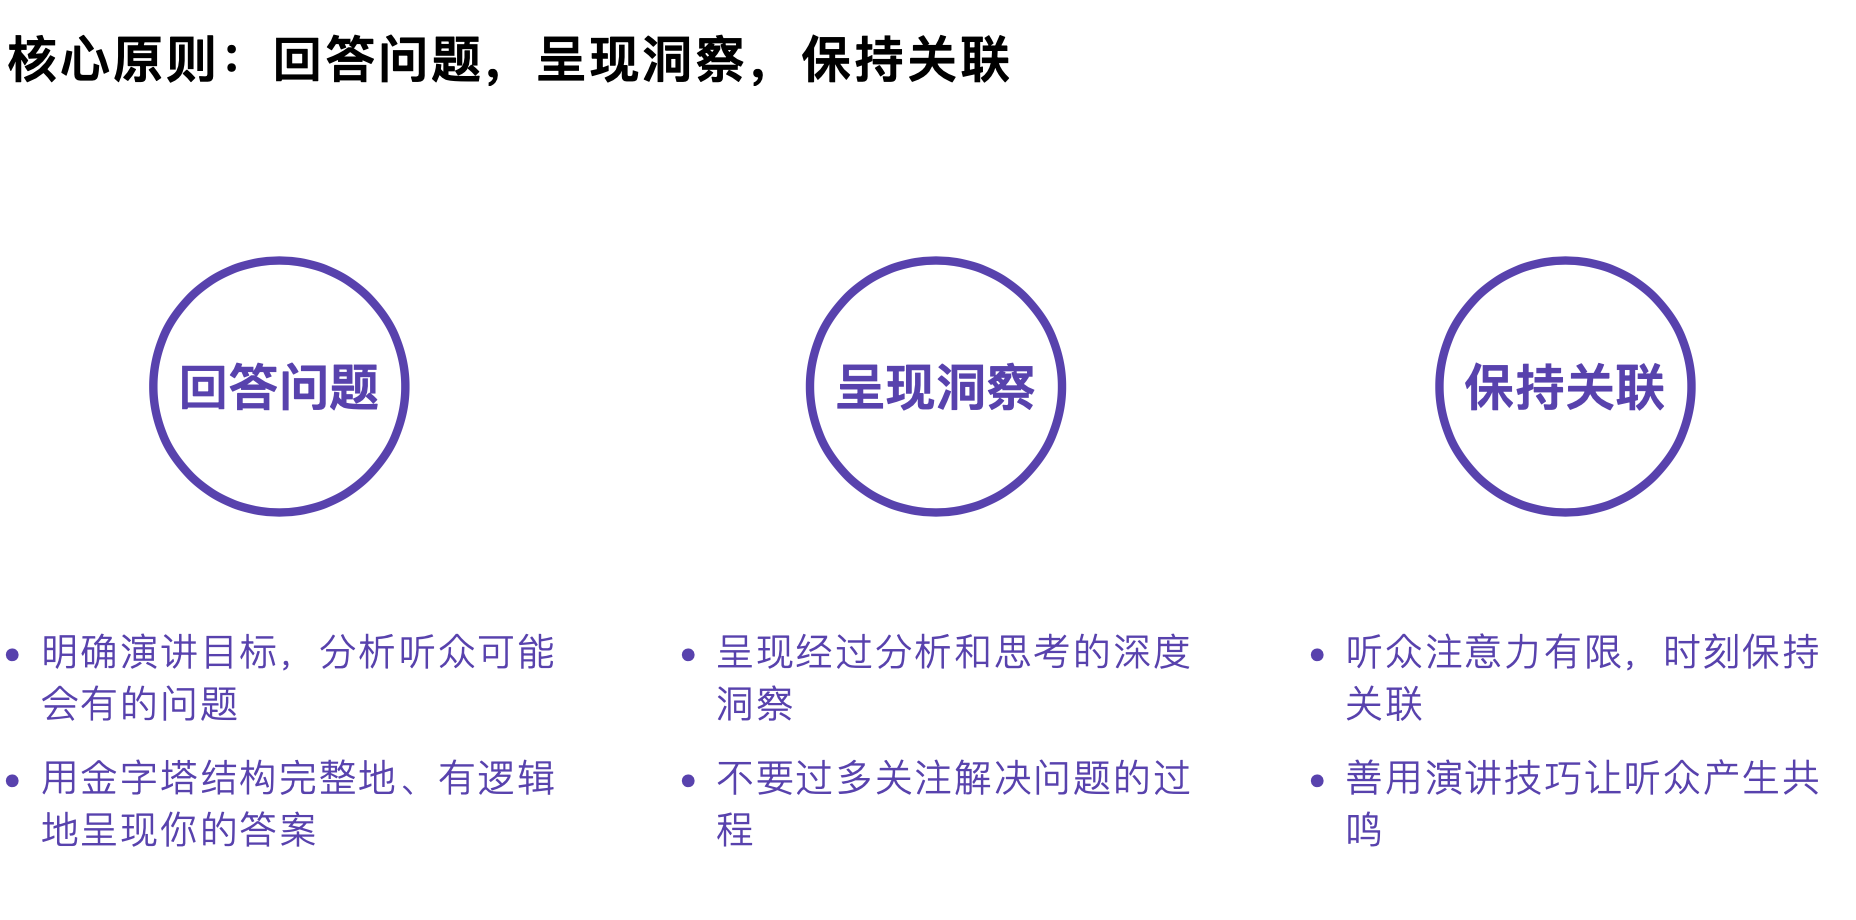 核心原则：回答问题，呈现洞察，保持关联
回答问题
呈现洞察
保持关联
• 明确演讲目标，分析听众可能
会有的问题
• 用金字塔结构完整地、有逻辑
地呈现你的答案
• 呈现经过分析和思考的深度
洞察
• 不要过多关注解决问题的过
程
• 听众注意力有限，时刻保持
关联
• 善用演讲技巧让听众产生共
鸣